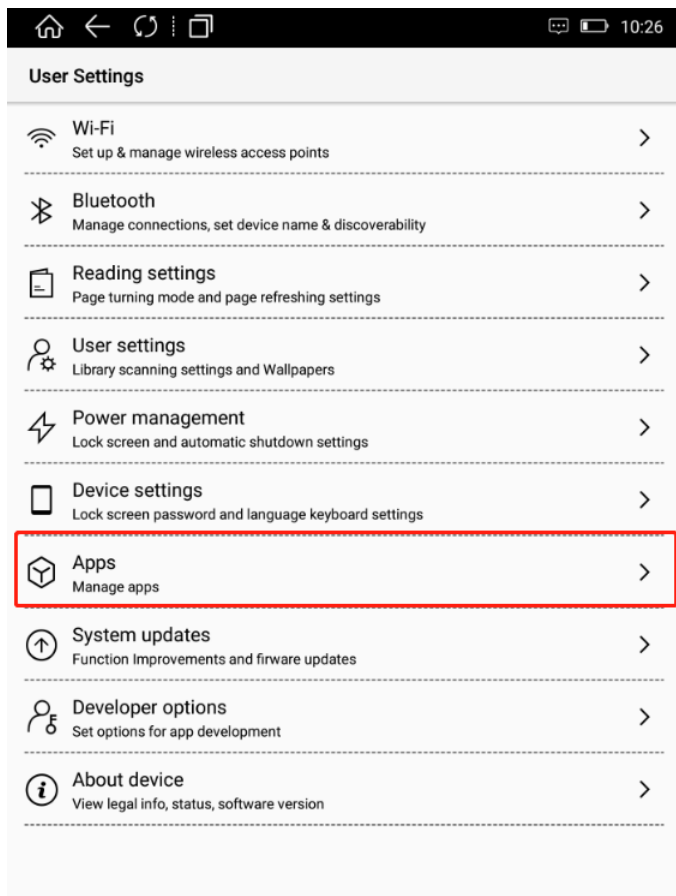 10:26
User Settings
Wi-Fi
Set up & manage wireless access points
Bluetooth
Manage connections, set device name & discoverability
Reading settings
Page turning mode and page refreshing settings
User settings
Library scanning settings and Wallpapers
Power management
Lock screen and automatic shutdown settings
Device settings
Lock screen password and language keyboard settings
Apps
Manage apps
System updates
Function Improvements and firware updates
Developer options
Set options for app development
About device
View legal info, status, software version